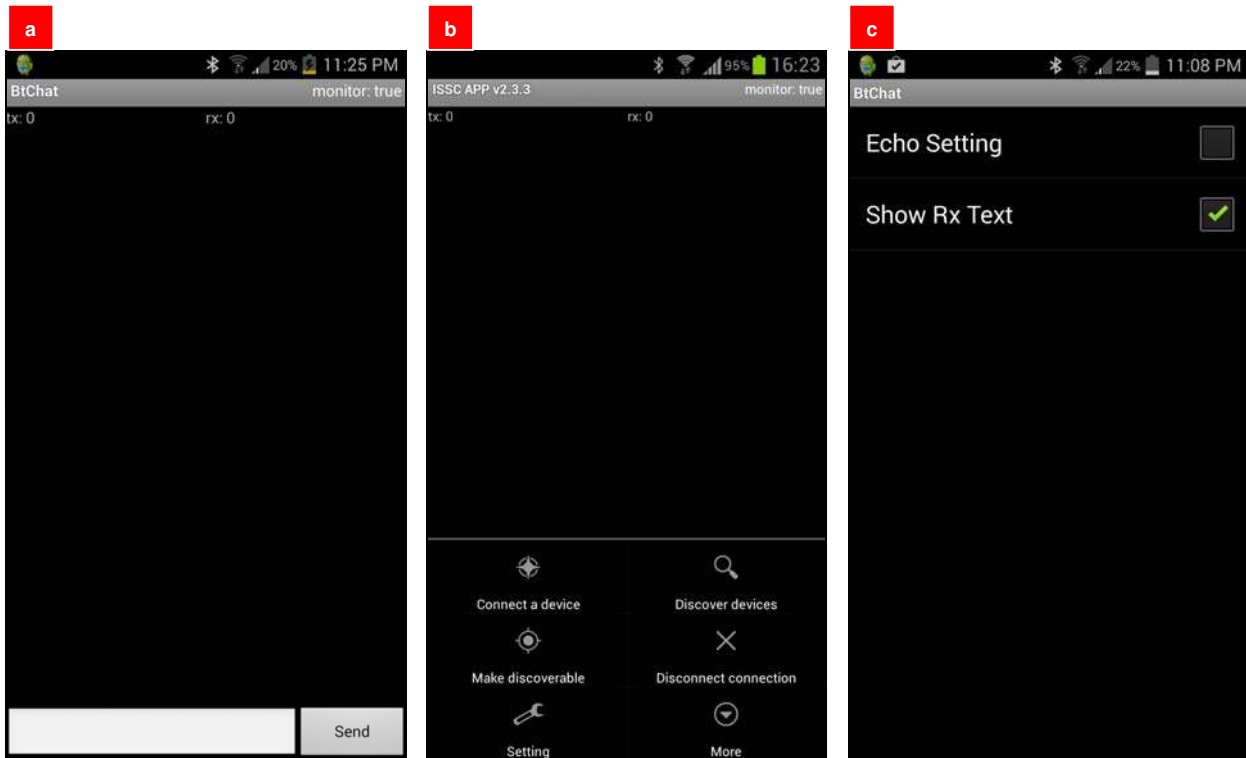 a
20% 11:25 PM
BtChat monitor: true
tx: 0 rx: 0
Send
b
95% 16:23
ISSC APP v2.3.3 monitor: true
tx: 0 rx: 0
Connect a device Discover devices
Make discoverable Disconnect connection
Setting More
c
22% 11:08 PM
BtChat
Echo Setting
Show Rx Text